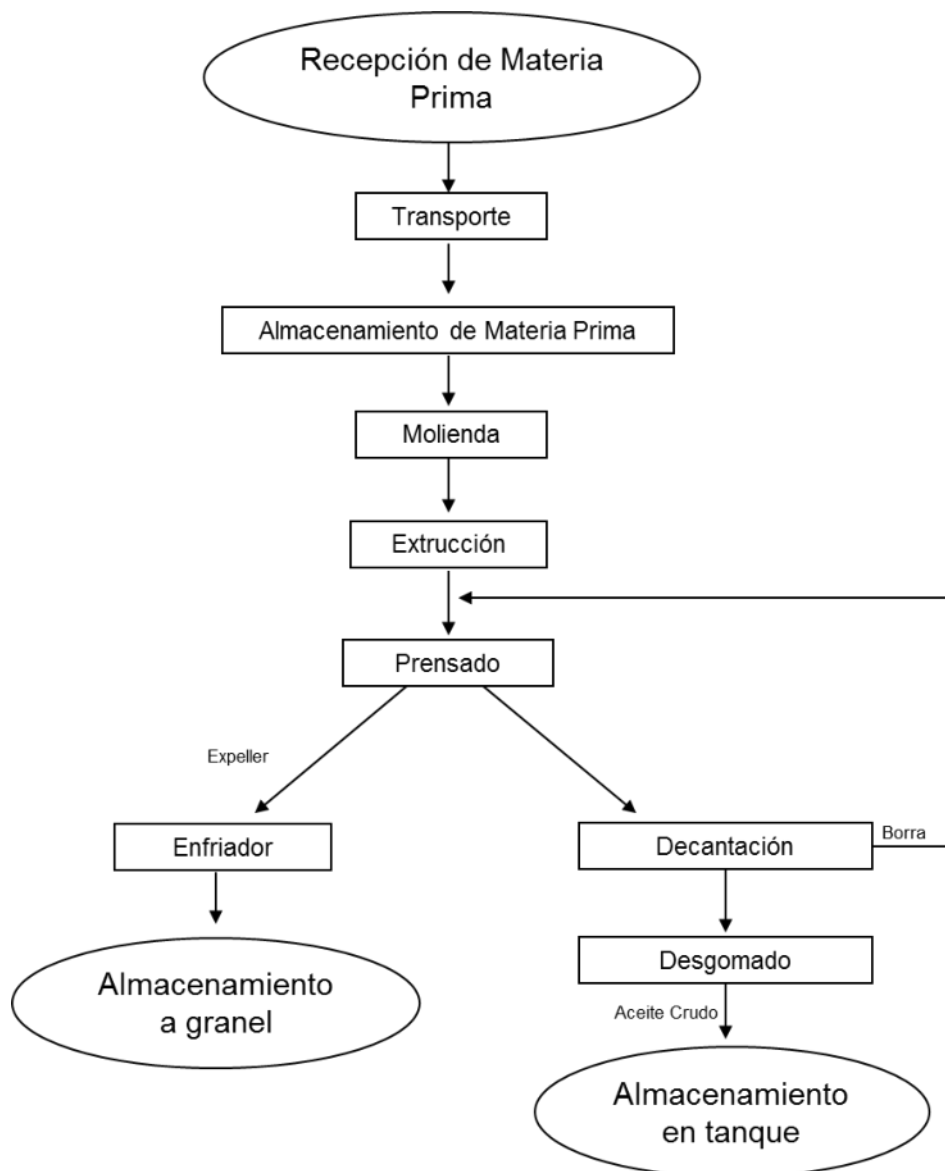 Recepción de Materia
Prima
Transporte
Almacenamiento de Materia Prima
Molienda
Extrucción
Prensado
Expeller
Enfriador
Decantación
Borra
Almacenamiento
a granel
Desgomado
Aceite Crudo
Almacenamiento
en tanque